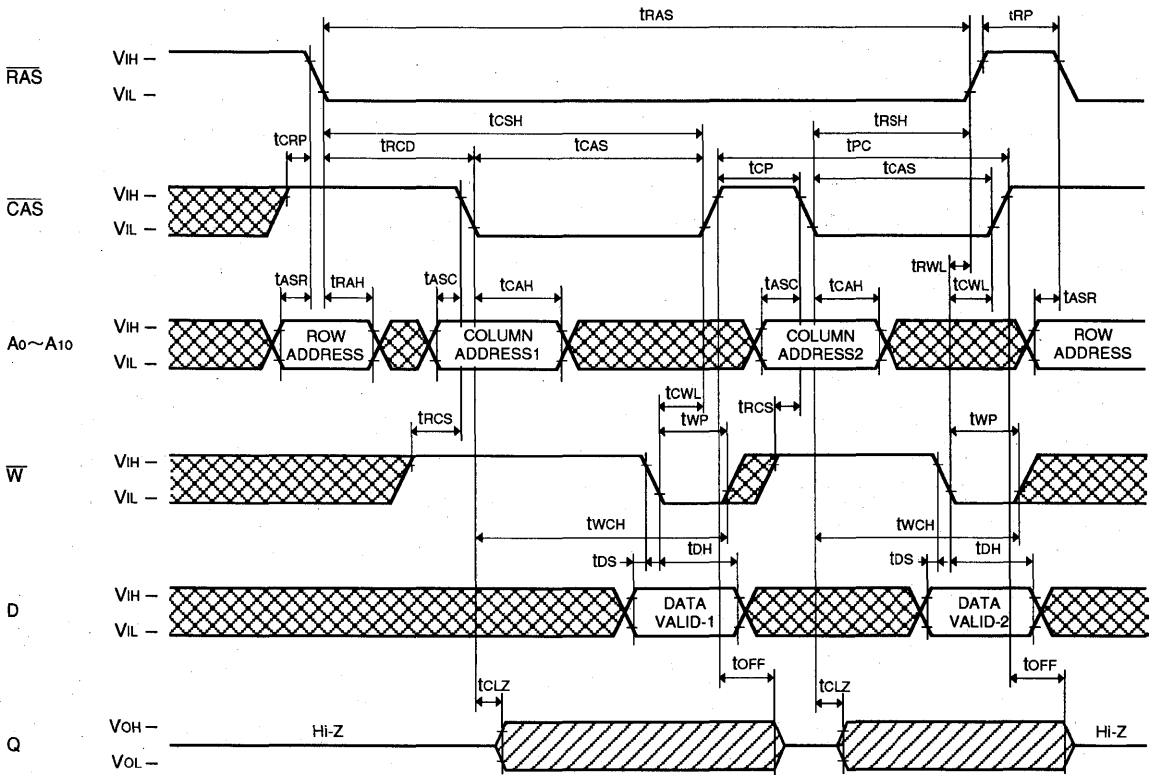 tRAS tRP
RAS VIH – VIL –
tCSH tRSH
tCRP tRCD tCAS tPC
tCP tCAS
CAS VIH – VIL –
tRWL
tASR tRAH tASC tCAH tASC tCAH tCWL tASR
A0~A10 VIH – VIL –
ROW ADDRESS
COLUMN ADDRESS1
COLUMN ADDRESS2
ROW ADDRESS
tCWL
tRCS tWP tRCS tWP
W VIH – VIL –
tWCH tWCH
tDS tDH tDS tDH
D VIH – VIL –
DATA VALID-1
DATA VALID-2
tOFF tOFF
tCLZ tCLZ
Q VOH – VOL –
Hi-Z Hi-Z